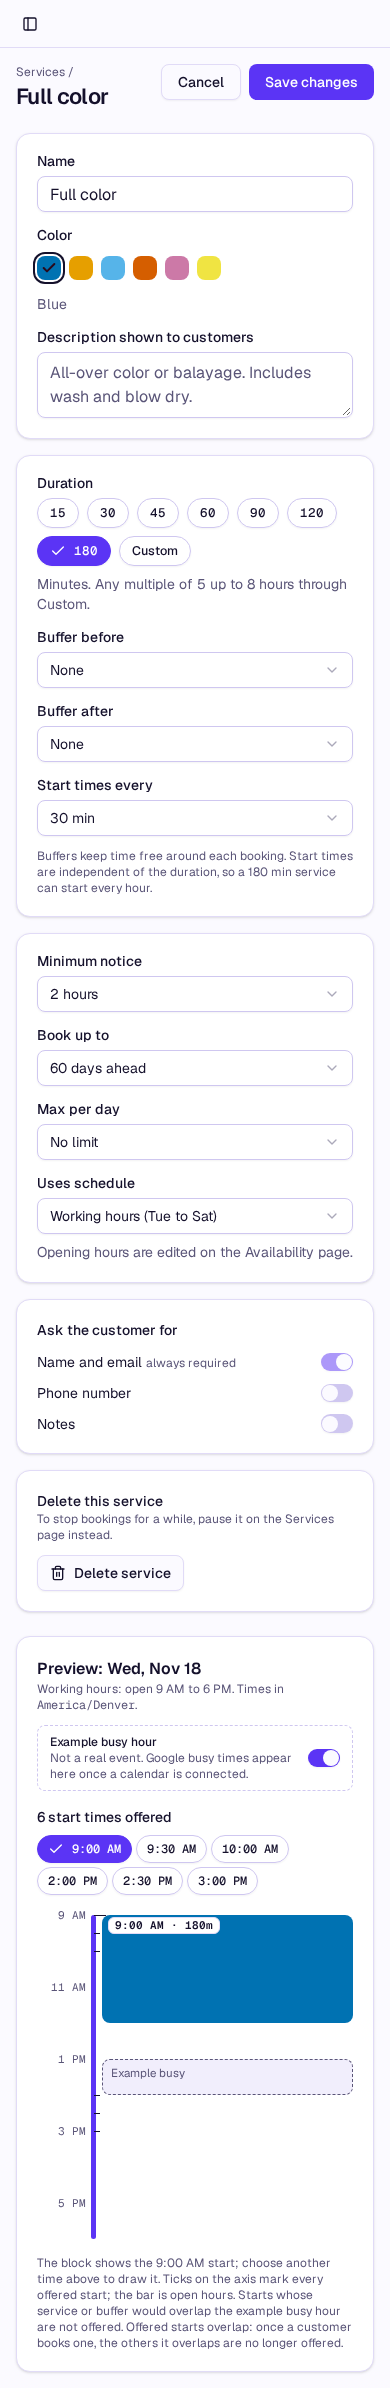 Services /
Full color
Cancel
Save changes
Name
Full color
Color
Blue
Description shown to customers
All-over color or balayage. Includes
wash and blow dry.
Duration
15 30 45 60 90 120
180 Custom
Minutes. Any multiple of 5 up to 8 hours through
Custom.
Buffer before
None
Buffer after
None
Start times every
30 min
Buffers keep time free around each booking. Start times
are independent of the duration, so a 180 min service
can start every hour.
Minimum notice
2 hours
Book up to
60 days ahead
Max per day
No limit
Uses schedule
Working hours (Tue to Sat)
Opening hours are edited on the Availability page.
Ask the customer for
Name and email always required
Phone number
Notes
Delete this service
To stop bookings for a while, pause it on the Services
page instead.
Delete service
Preview: Wed, Nov 18
Working hours: open 9 AM to 6 PM. Times in
America/Denver.
Example busy hour
Not a real event. Google busy times appear
here once a calendar is connected.
6 start times offered
9:00 AM 9:30 AM 10:00 AM
2:00 PM 2:30 PM 3:00 PM
9 AM
9:00 AM · 180m
11 AM
1 PM
Example busy
3 PM
5 PM
The block shows the 9:00 AM start; choose another
time above to draw it. Ticks on the axis mark every
offered start; the bar is open hours. Starts whose
service or buffer would overlap the example busy hour
are not offered. Offered starts overlap: once a customer
books one, the others it overlaps are no longer offered.